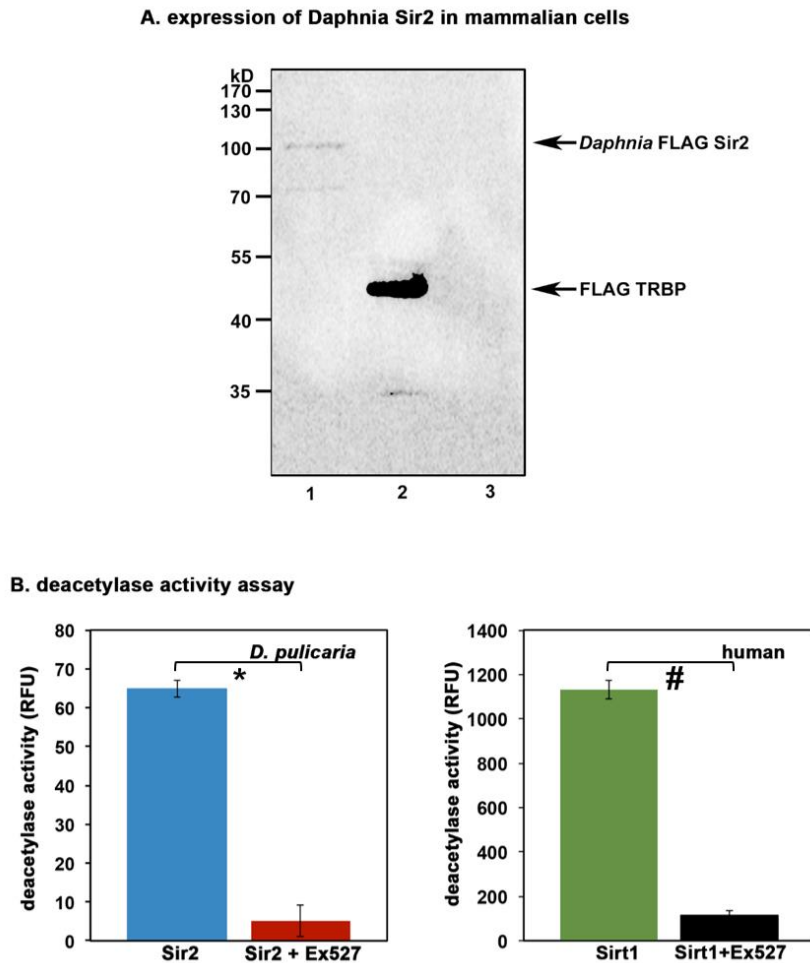 A. expression of Daphnia Sir2 in mammalian cells
kD
170
130
100
70
55
40
35
Daphnia FLAG Sir2
FLAG TRBP
1 2 3
B. deacetylase activity assay
80
70
60
50
40
30
20
10
0
deacetylase activity (RFU)
D. pulicaria
*
Sir2 Sir2 + Ex527
1400
1200
1000
800
600
400
200
0
deacetylase activity (RFU)
human
#
Sirt1 Sirt1+Ex527